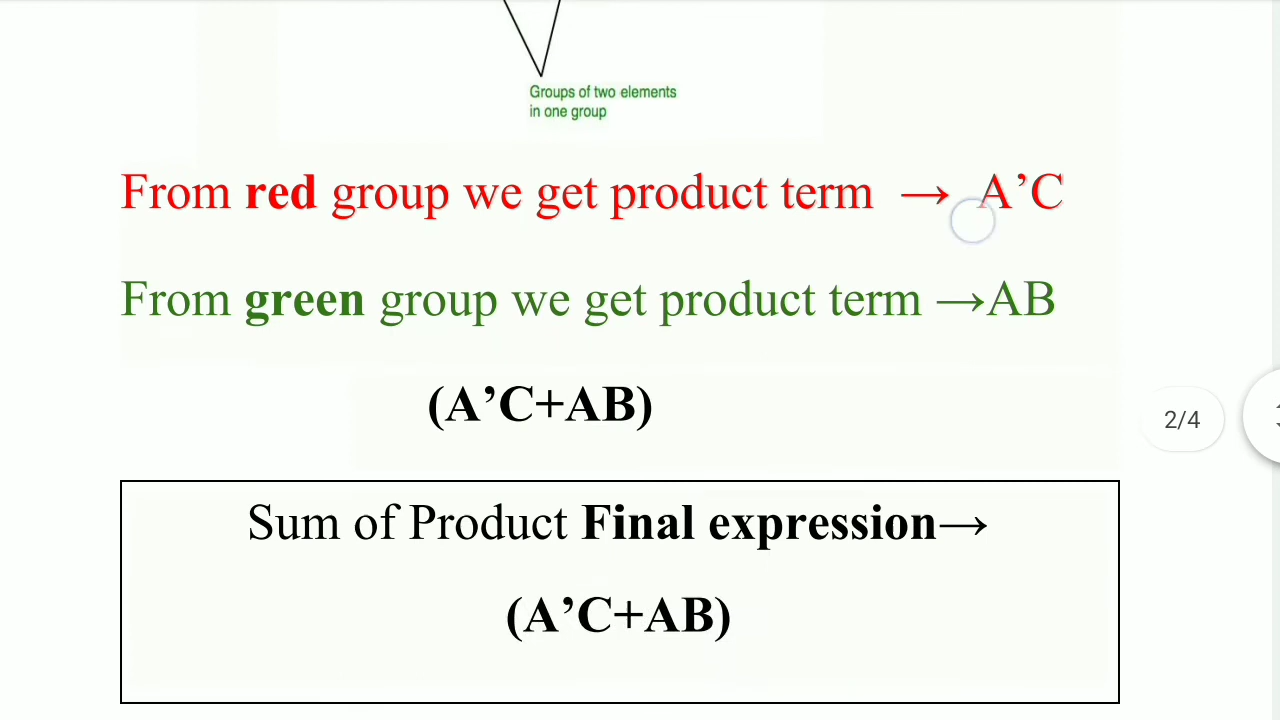 Groups of two elements
in one group
From red group we get product term → A’C
From green group we get product term →AB
(A’C+AB)
2/4
Sum of Product Final expression→
(A’C+AB)